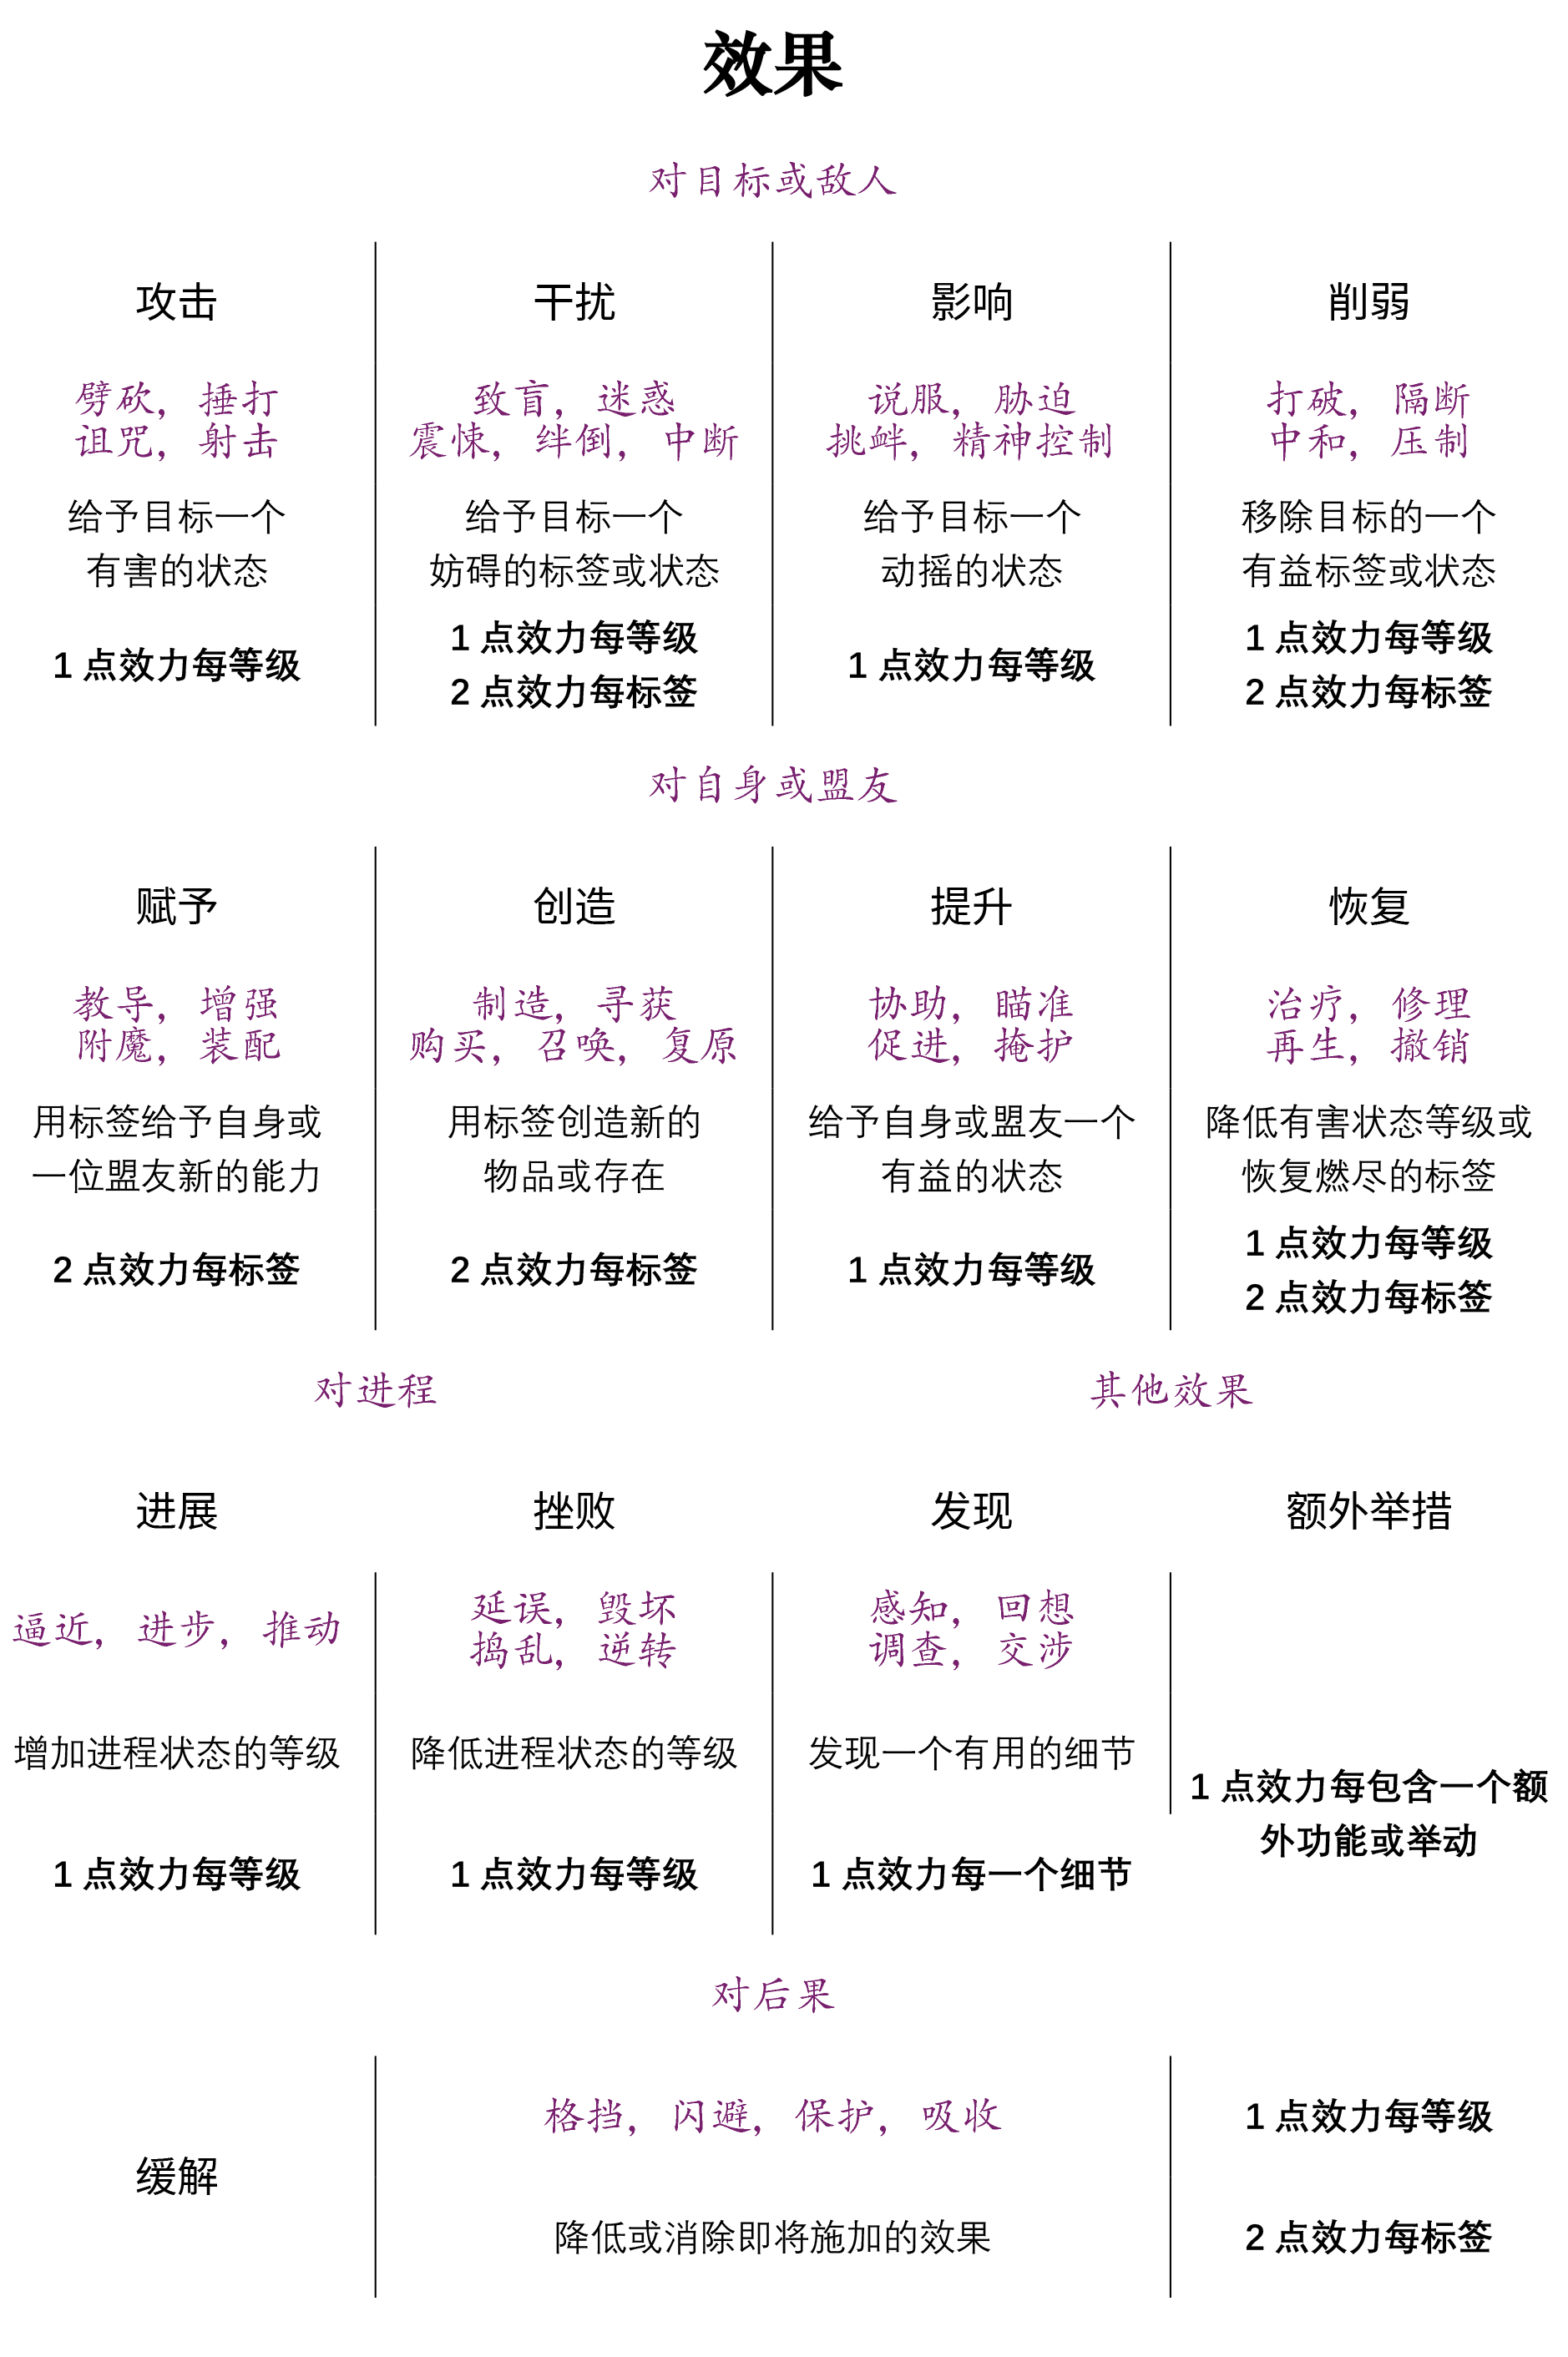 效果
对目标或敌人
攻击
劈砍，捶打
诅咒，射击
给予目标一个
有害的状态
1 点效力每等级
干扰
致盲，迷惑
震悚，绊倒，中断
给予目标一个
妨碍的标签或状态
1 点效力每等级
2 点效力每标签
影响
说服，胁迫
挑衅，精神控制
给予目标一个
动摇的状态
1 点效力每等级
削弱
打破，隔断
中和，压制
移除目标的一个
有益标签或状态
1 点效力每等级
2 点效力每标签
对自身或盟友
赋予
教导，增强
附魔，装配
用标签给予自身或
一位盟友新的能力
2 点效力每标签
创造
制造，寻获
购买，召唤，复原
用标签创造新的
物品或存在
2 点效力每标签
提升
协助，瞄准
促进，掩护
给予自身或盟友一个
有益的状态
1 点效力每等级
恢复
治疗，修理
再生，撤销
降低有害状态等级或
恢复燃尽的标签
1 点效力每等级
2 点效力每标签
对进程
进展
逼近，进步，推动
增加进程状态的等级
1 点效力每等级
挫败
延误，毁坏
捣乱，逆转
降低进程状态的等级
1 点效力每等级
其他效果
发现
感知，回想
调查，交涉
发现一个有用的细节
1 点效力每一个细节
额外举措
1 点效力每包含一个额
外功能或举动
对后果
缓解
格挡，闪避，保护，吸收
降低或消除即将施加的效果
1 点效力每等级
2 点效力每标签